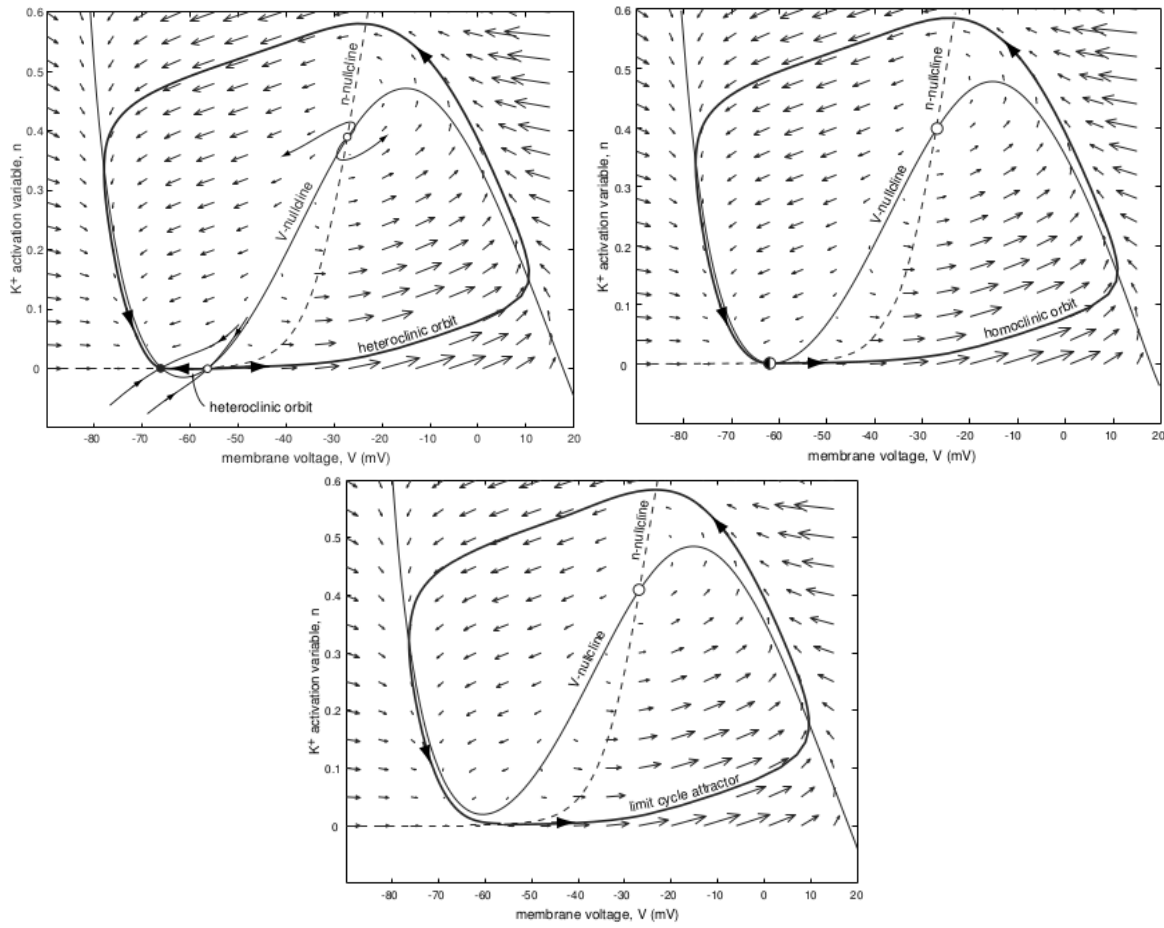 0.6
0.5
0.4
0.3
0.2
0.1
0
K+ activation variable, n
n-nullcline
V-nullcline
heteroclinic orbit
heteroclinic orbit
-80 -70 -60 -50 -40 -30 -20 -10 0 10 20
membrane voltage, V (mV)
0.6
0.5
0.4
0.3
0.2
0.1
0
K+ activation variable, n
n-nullcline
V-nullcline
homoclinic orbit
-80 -70 -60 -50 -40 -30 -20 -10 0 10 20
membrane voltage, V (mV)
0.6
0.5
0.4
0.3
0.2
0.1
0
K+ activation variable, n
n-nullcline
V-nullcline
limit cycle attractor
-80 -70 -60 -50 -40 -30 -20 -10 0 10 20
membrane voltage, V (mV)